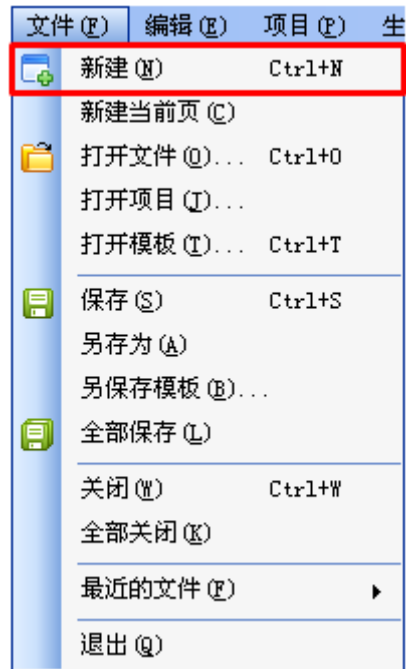 文件(F) 编辑(E) 项目(P) 生
新建(N) Ctrl+N
新建当前页(C)
打开文件(O)... Ctrl+O
打开项目(J)...
打开模板(T)... Ctrl+T
保存(S) Ctrl+S
另存为(A)
另保存模板(B)...
全部保存(L)
关闭(W) Ctrl+W
全部关闭(K)
最近的文件(F)
退出(Q)